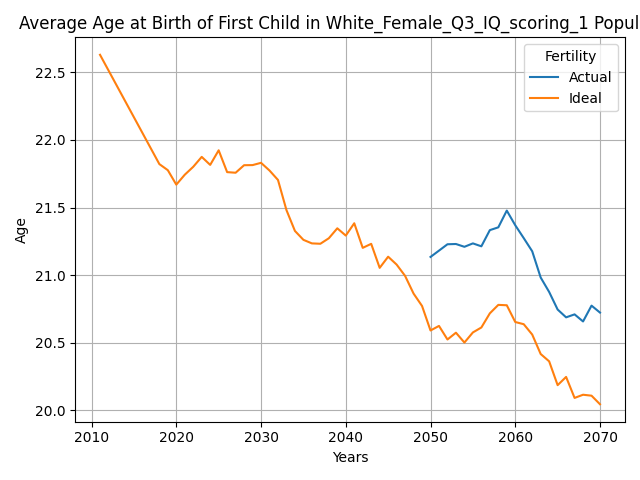 Average Age at Birth of First Child in White_Female_Q3_IQ_scoring_1 Popul
Fertility
Actual
Ideal
22.5
22.0
21.5
21.0
20.5
20.0
Age
2010 2020 2030 2040 2050 2060 2070
Years